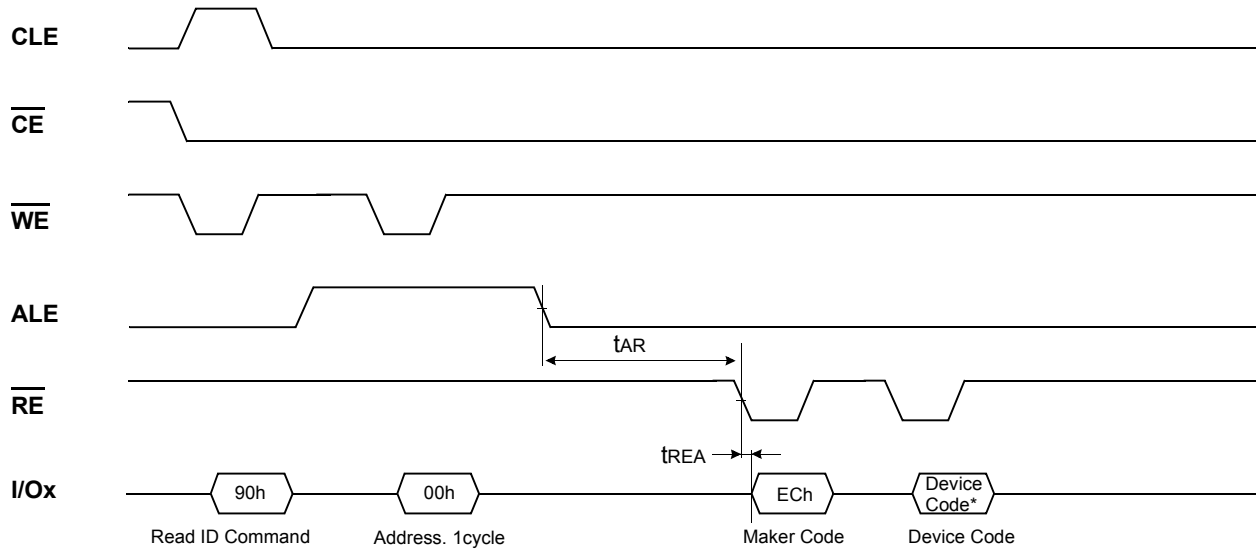 CLE
CE
WE
ALE
tAR
RE
tREA
I/Ox
90h
00h
ECh
Device
Code*
Read ID Command
Address. 1cycle
Maker Code
Device Code